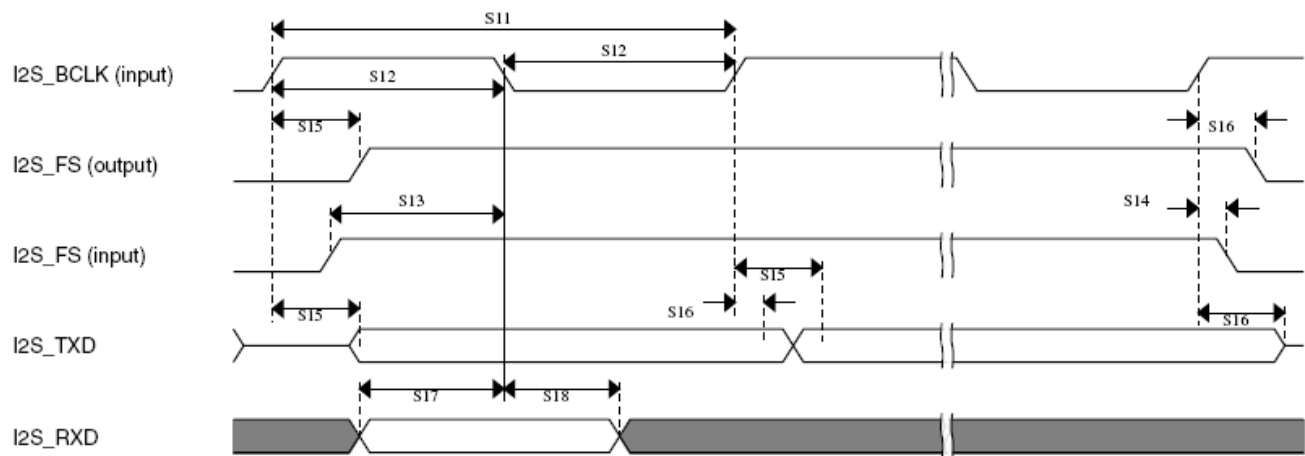 S11
I2S_BCLK (input)
S12
S12
S15
S16
I2S_FS (output)
S13
S14
I2S_FS (input)
S15
S15
S16
S16
I2S_TXD
S17
S18
I2S_RXD